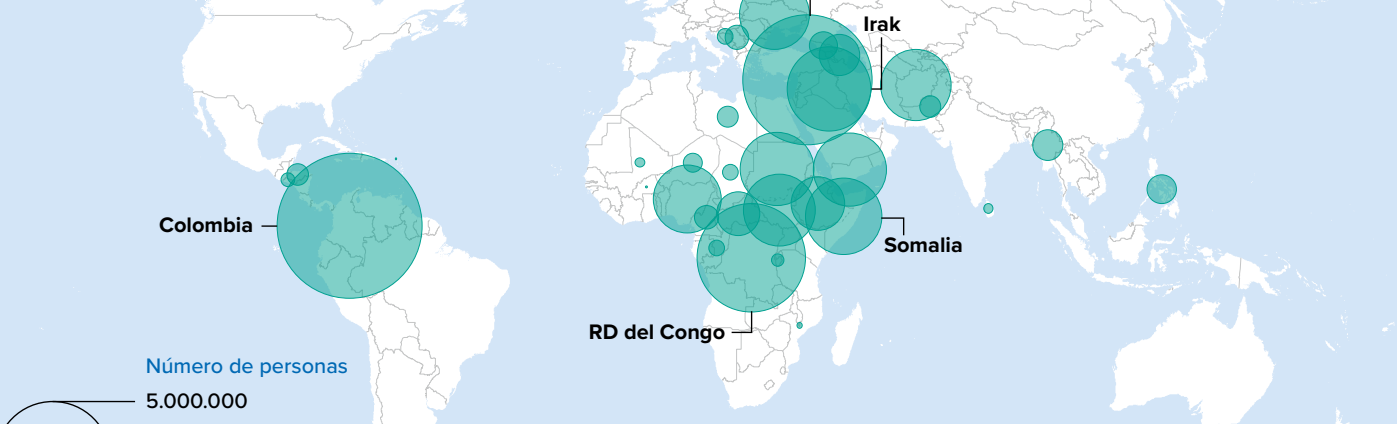 Irak
Colombia
Somalia
RD del Congo
Número de personas
5.000.000